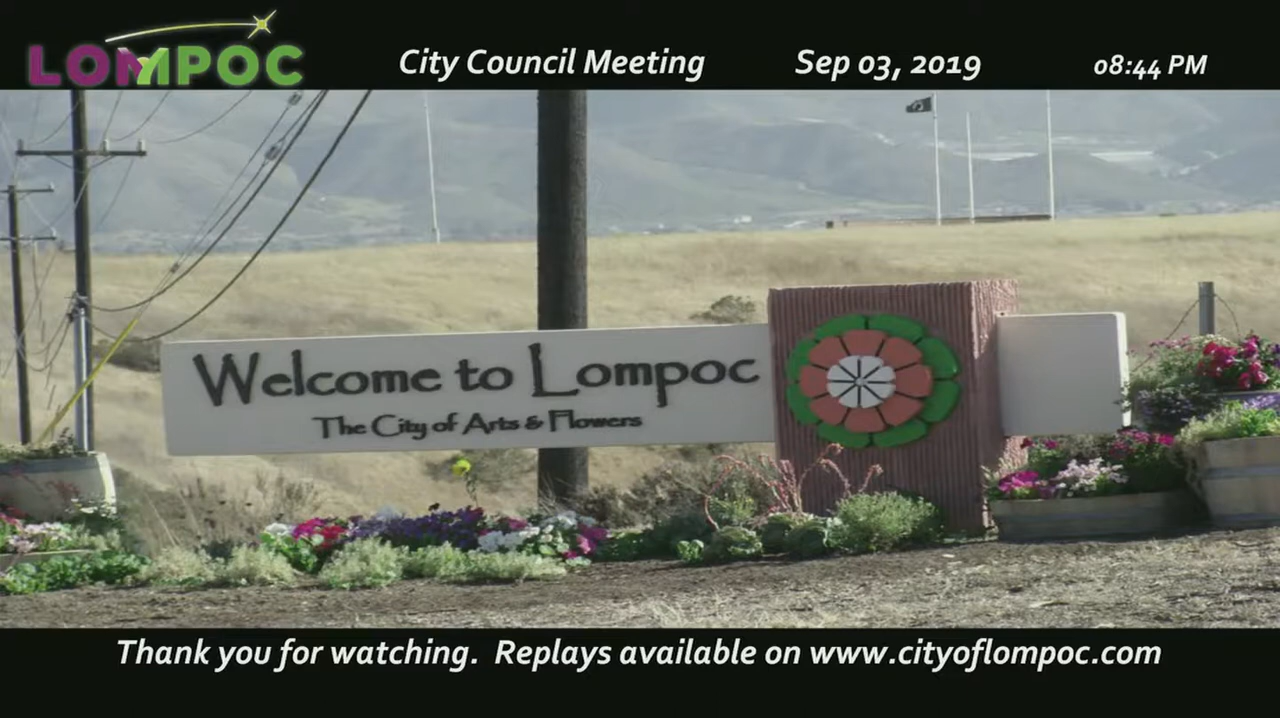 LOMPOC
City Council Meeting
Sep 03, 2019
08:44 PM
Welcome to Lompoc
The City of Arts & Flowers
Thank you for watching. Replays available on www.cityoflompoc.com